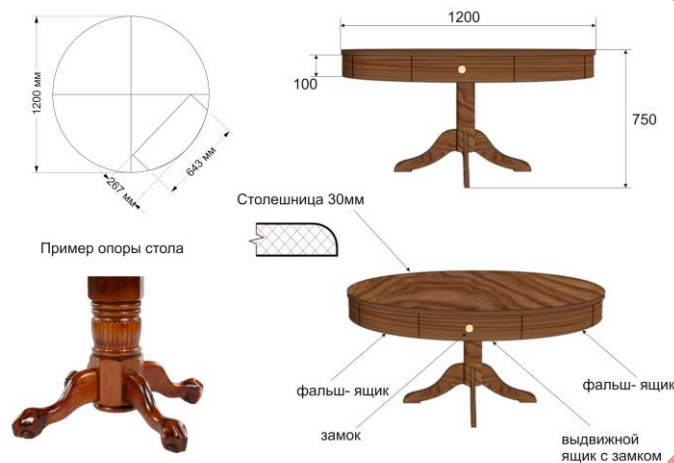 1200
1200 мм
100
750
643 мм
267 мм
Столешница 30мм
Пример опоры стола
фальш- ящик
фальш- ящик
замок
выдвижной
ящик с замком